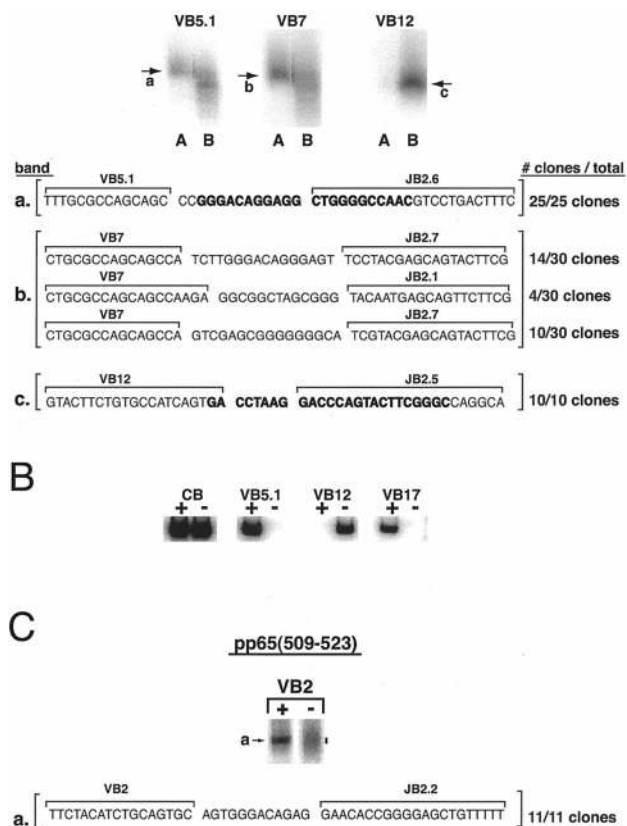 VB5.1 VB7 VB12
a b c
A B A B A B
band # clones / total
VB5.1 JB2.6
a. TTTGCGCCAGCAGC CCGGGACAGGAGG CTGGGGCCAACGTCCTGACTTTC 25/25 clones
VB7 JB2.7
CTGCGCCAGCAGCCA TCTTGGGACAGGGAGT TCCTACGAGCAGTACTTCG 14/30 clones
VB7 JB2.1
b. CTGCGCCAGCAGCCAAGA GGCGGCTAGCGGG TACAATGAGCAGTTCTTCG 4/30 clones
VB7 JB2.7
CTGCGCCAGCAGCCA GTCGAGCGGGGGGGCA TCGTACGAGCAGTACTTCG 10/30 clones
VB12 JB2.5
c. GTACTTCTGTGCCATCAGTGA CCTAAG GACCCAGTACTTCGGGCCAGGCA 10/10 clones
B
CB VB5.1 VB12 VB17
+ - + - + - + -
C
pp65(509-523)
VB2
+ -
a
VB2 JB2.2
a. TTCTACATCTGCAGTGC AGTGGGACAGAG GAACACCGGGGAGCTGTTTTT 11/11 clones